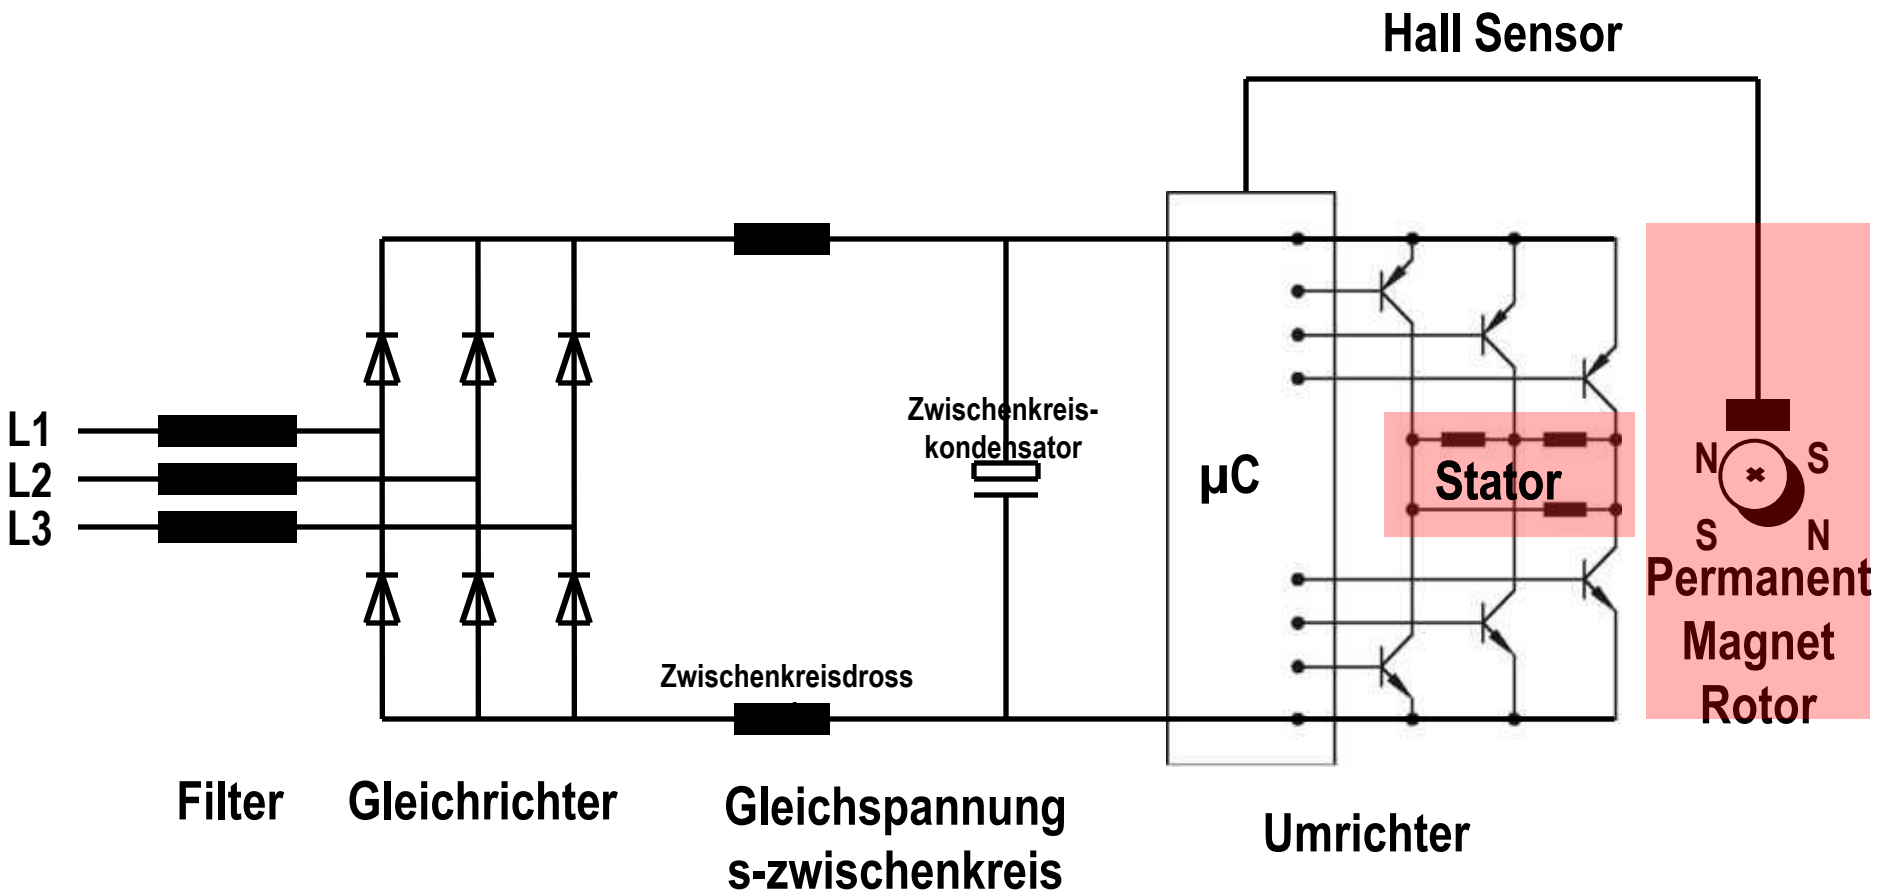 Hall Sensor
L1
L2
L3
Zwischenkreis-
kondensator
µC
Stator
N
S
S
N
Permanent
Magnet
Rotor
Zwischenkreisdross
Filter
Gleichrichter
Gleichspannung
s-zwischenkreis
Umrichter